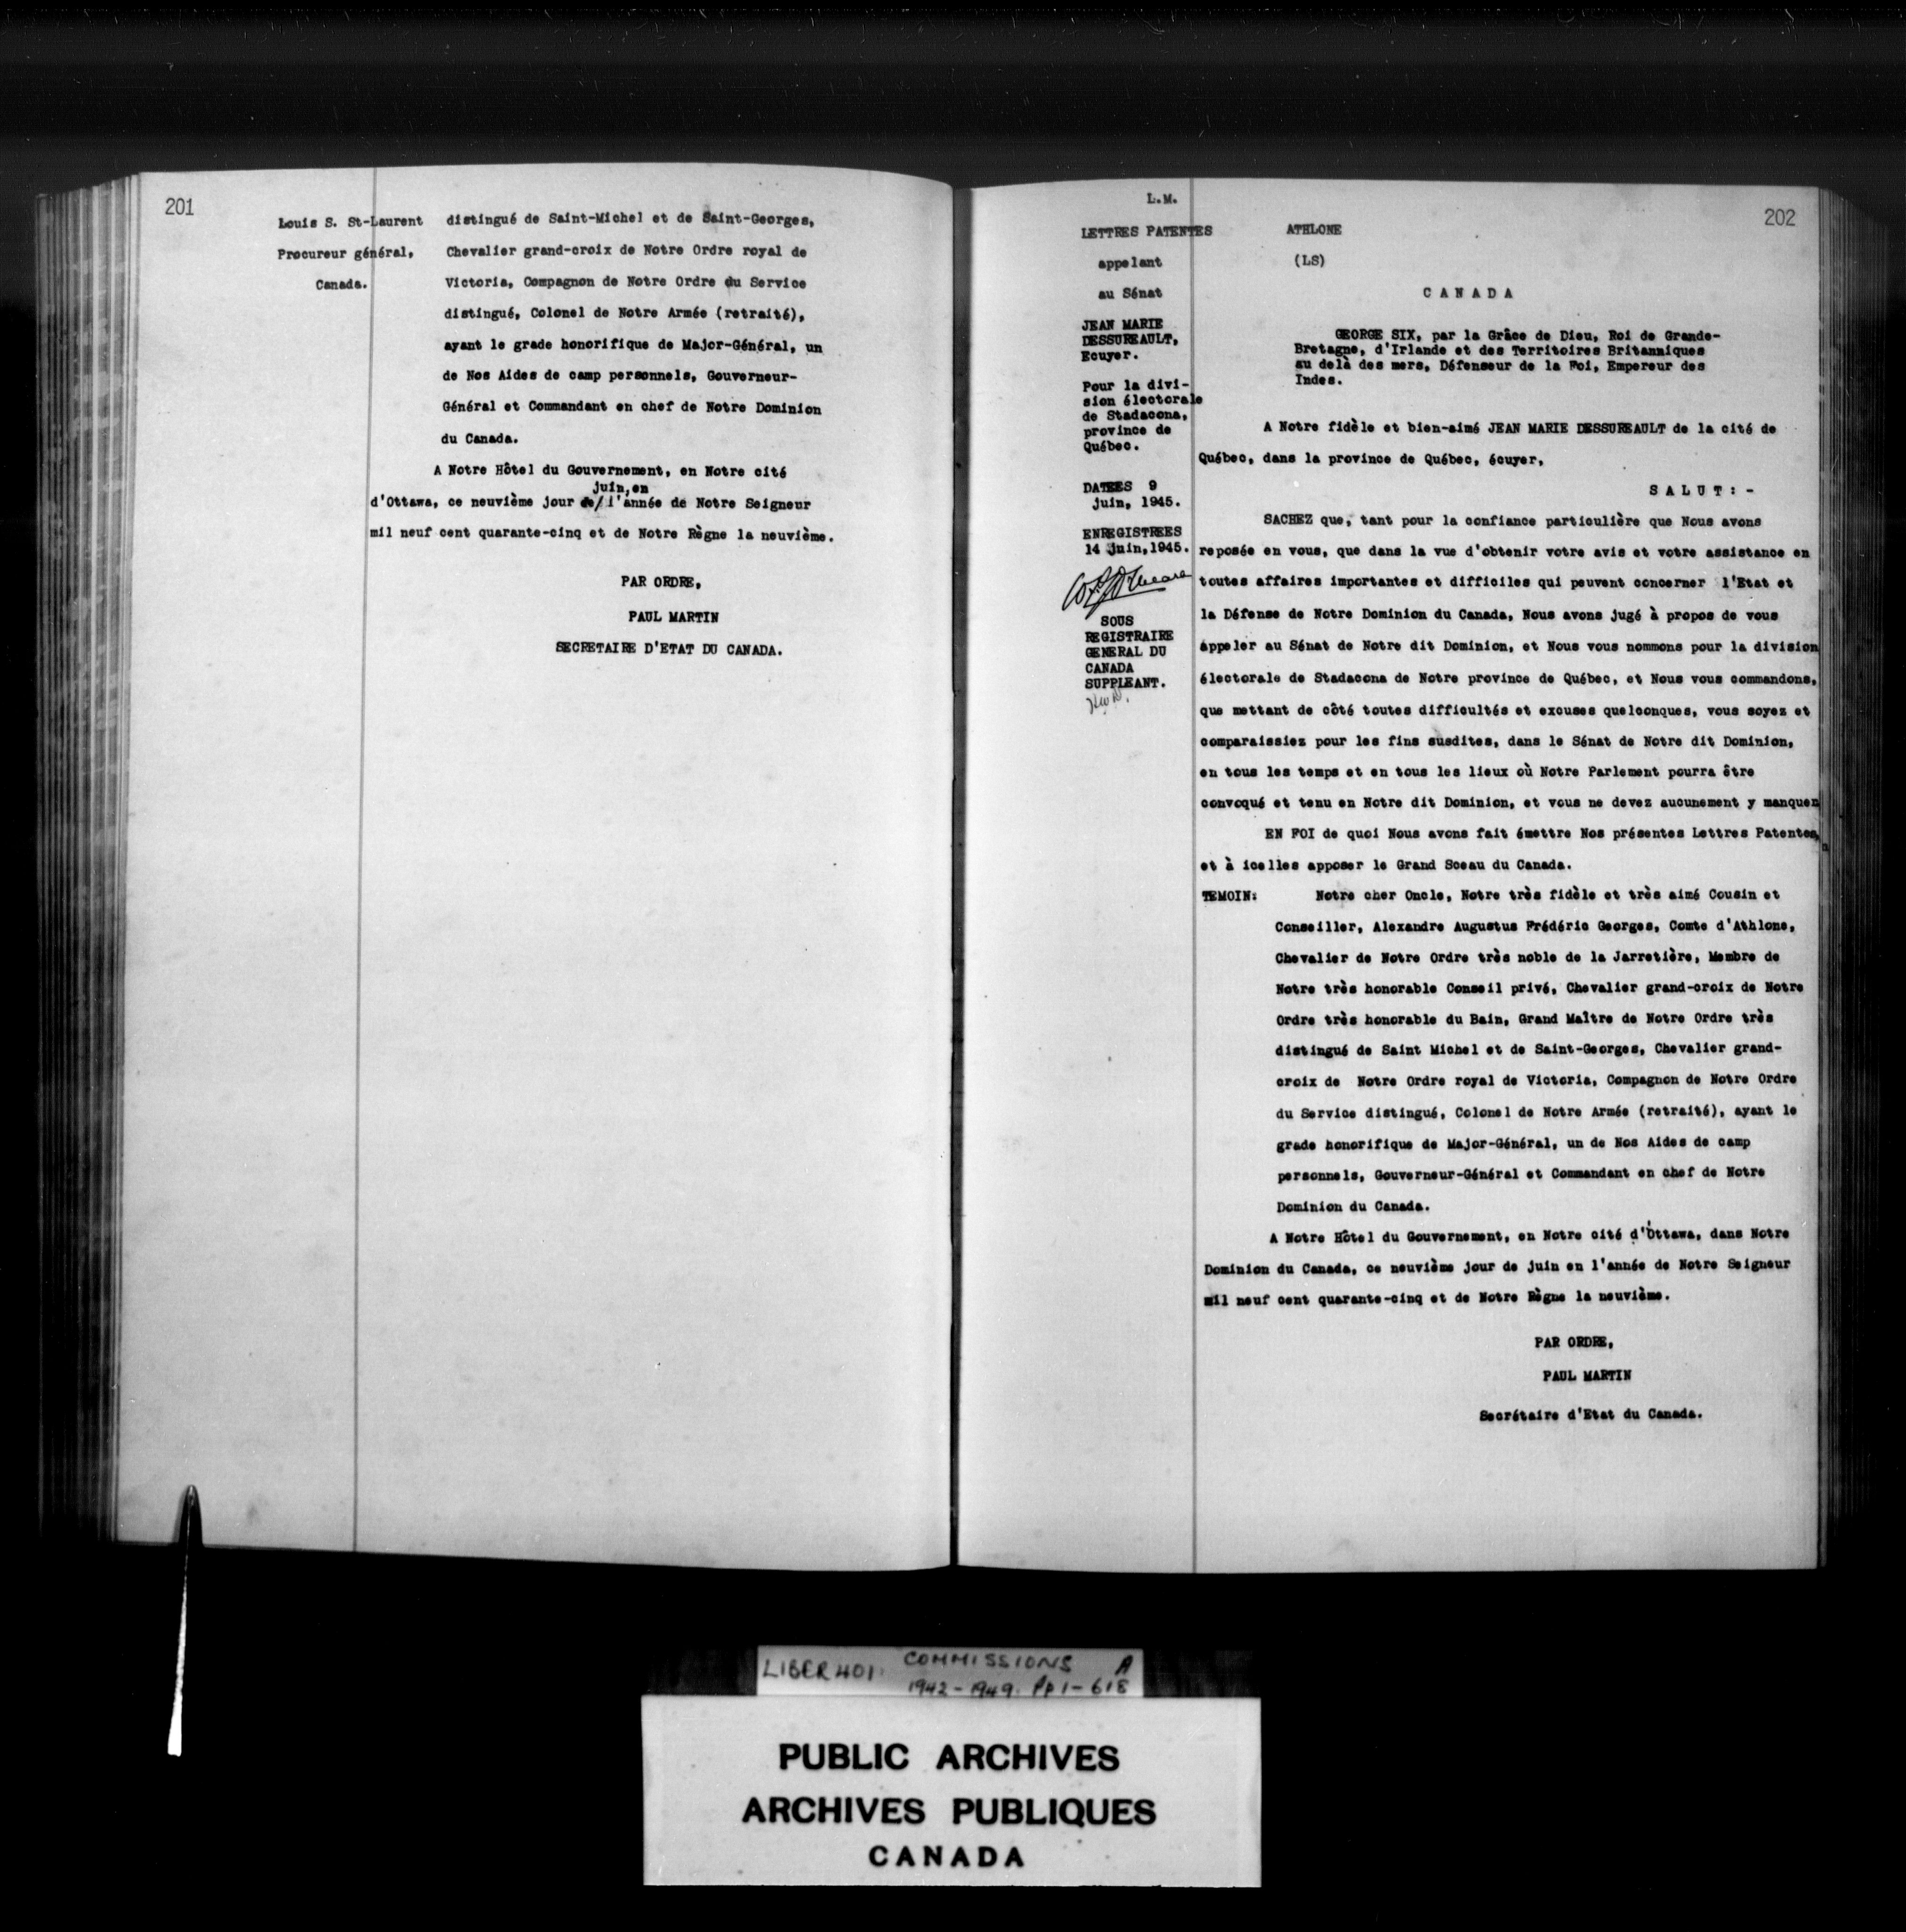 201
Louis S. St-Laurent
Procureur général,
Canada.
distingué de Saint-Michel et de Saint-Georges,
Chevalier grand-croix de Notre Ordre royal de
Victoria, Compagnon de Notre Ordre du Service
distingué, Colonel de Notre Armée (retraité),
ayant le grade honorifique de Major-Général, un
de Nos Aides de camp personnels, Gouverneur-
Général et Commandant en chef de Notre Dominion
du Canada.
A Notre Hôtel du Gouvernement, en Notre cité
juin, en
d'Ottawa, ce neuvième jour de/l'année de Notre Seigneur
mil neuf cent quarante-cinq et de Notre Règne la neuvième.
PAR ORDRE,
PAUL MARTIN
SECRETAIRE D'ETAT DU CANADA.
L.M.
202
LETTRES PATENTES
appelant
au Sénat
JEAN MARIE
DESSUREAULT,
Ecuyer.
Pour la divi-
sion électorale
de Stadacona,
province de
Québec.
DATEES 9
juin, 1945.
ENREGISTREES
14 juin, 1945.
SOUS
REGISTRAIRE
GENERAL DU
CANADA
SUPPLEANT.
ATHLONE
(LS)
C A N A D A
GEORGE SIX, par la Grâce de Dieu, Roi de Grande-
Bretagne, d'Irlande et des Territoires Britanniques
au delà des mers, Défenseur de la Foi, Empereur des
Indes.
A Notre fidèle et bien-aimé JEAN MARIE DESSUREAULT de la cité de
Québec, dans la province de Québec, écuyer,
S A L U T : -
SACHEZ que, tant pour la confiance particulière que Nous avons
reposée en vous, que dans la vue d'obtenir votre avis et votre assistance en
toutes affaires importantes et difficiles qui peuvent concerner l'Etat et
la Défense de Notre Dominion du Canada, Nous avons jugé à propos de vous
appeler au Sénat de Notre dit Dominion, et Nous vous nommons pour la division
électorale de Stadacona de Notre province de Québec, et Nous vous commandons,
que mettant de côté toutes difficultés et excuses quelconques, vous soyez et
comparaissiez pour les fins susdites, dans le Sénat de Notre dit Dominion,
en tous les temps et en tous les lieux où Notre Parlement pourra être
convoqué et tenu en Notre dit Dominion, et vous ne devez aucunement y manquer
EN FOI de quoi Nous avons fait émettre Nos présentes Lettres Patentes,
et à icelles apposer le Grand Sceau du Canada.
TEMOIN: Notre cher Oncle, Notre très fidèle et très aimé Cousin et
Conseiller, Alexandre Augustus Frédéric Georges, Comte d'Athlone,
Chevalier de Notre Ordre très noble de la Jarretière, Membre de
Notre très honorable Conseil privé, Chevalier grand-croix de Notre
Ordre très honorable du Bain, Grand Maître de Notre Ordre très
distingué de Saint Michel et de Saint-Georges, Chevalier grand-
croix de Notre Ordre royal de Victoria, Compagnon de Notre Ordre
du Service distingué, Colonel de Notre Armée (retraité), ayant le
grade honorifique de Major-Général, un de Nos Aides de camp
personnels, Gouverneur-Général et Commandant en chef de Notre
Dominion du Canada.
A Notre Hôtel du Gouvernement, en Notre cité d'Ottawa, dans Notre
Dominion du Canada, ce neuvième jour de juin en l'année de Notre Seigneur
mil neuf cent quarante-cinq et de Notre Règne la neuvième.
PAR ORDRE,
PAUL MARTIN
Secrétaire d'Etat du Canada.
LIBER 401. COMMISSIONS A
1942-1949. Pp 1-618
PUBLIC ARCHIVES
ARCHIVES PUBLIQUES
CANADA